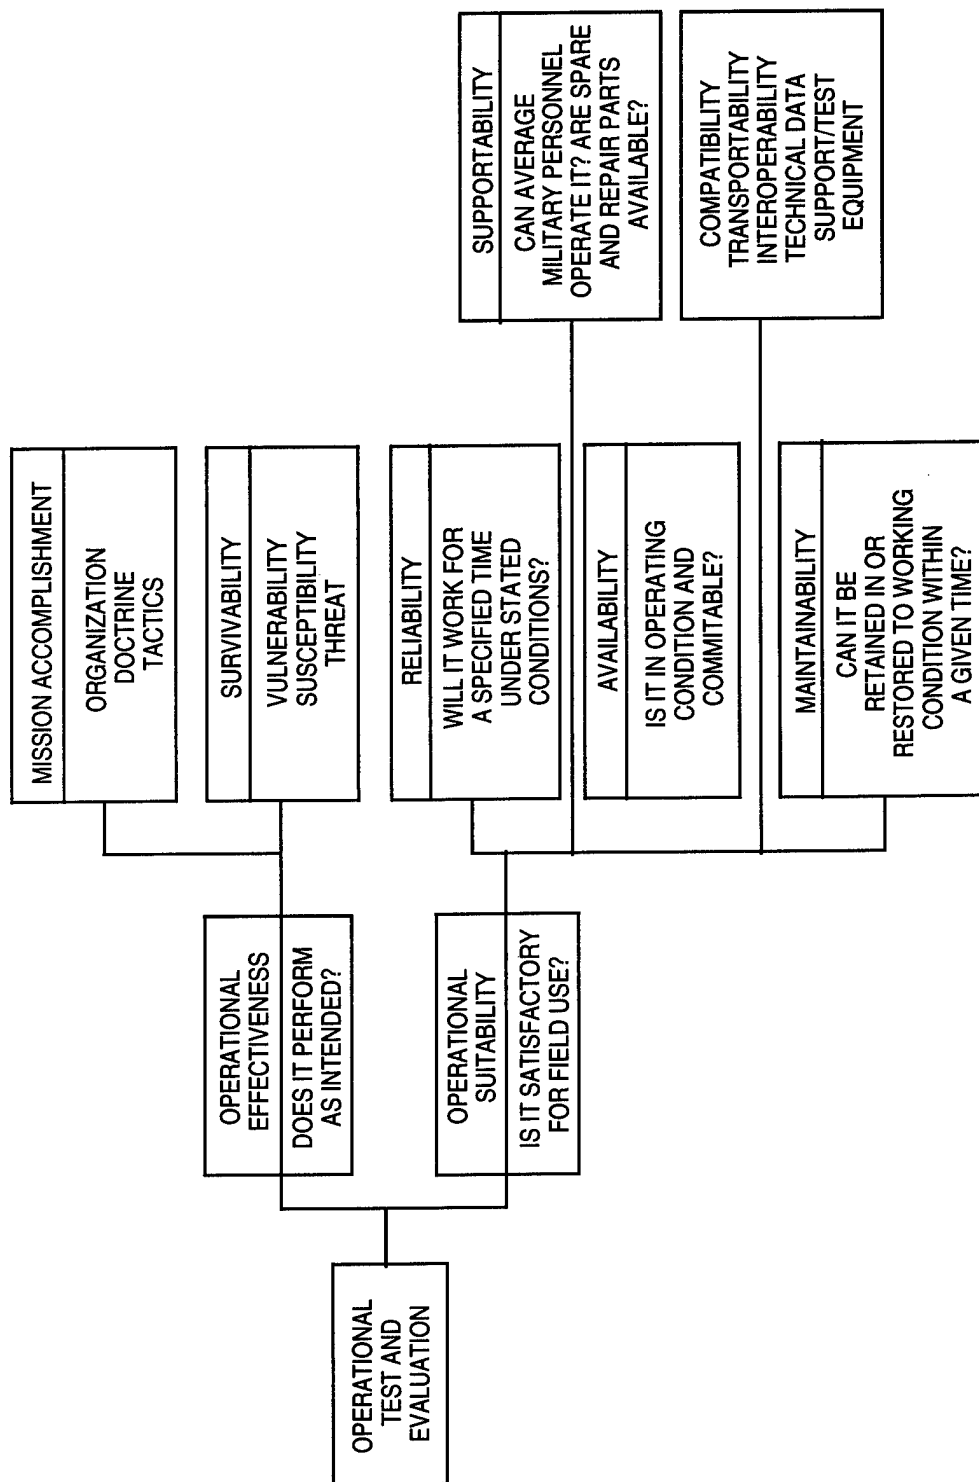 OPERATIONAL
TEST AND
EVALUATION
OPERATIONAL
EFFECTIVENESS
DOES IT PERFORM
AS INTENDED?
OPERATIONAL
SUITABILITY
IS IT SATISFACTORY
FOR FIELD USE?
MISSION ACCOMPLISHMENT
ORGANIZATION
DOCTRINE
TACTICS
SURVIVABILITY
VULNERABILITY
SUSCEPTIBILITY
THREAT
RELIABILITY
WILL IT WORK FOR
A SPECIFIED TIME
UNDER STATED
CONDITIONS?
AVAILABILITY
IS IT IN OPERATING
CONDITION AND
COMMITABLE?
MAINTAINABILITY
CAN IT BE
RETAINED IN OR
RESTORED TO WORKING
CONDITION WITHIN
A GIVEN TIME?
SUPPORTABILITY
CAN AVERAGE
MILITARY PERSONNEL
OPERATE IT? ARE SPARE
AND REPAIR PARTS
AVAILABLE?
COMPATIBILITY
TRANSPORTABILITY
INTEROPERABILITY
TECHNICAL DATA
SUPPORT/TEST
EQUIPMENT